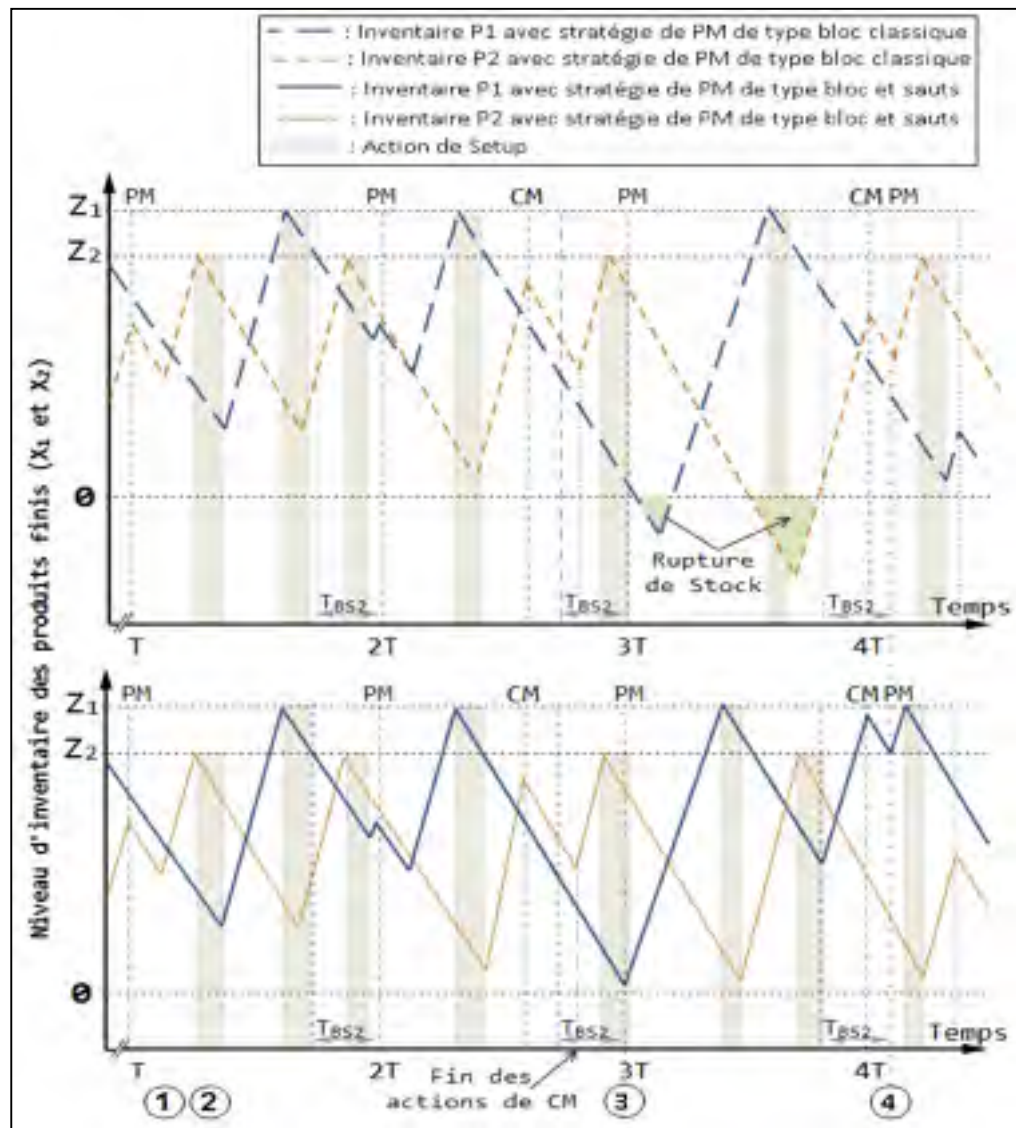 : Inventaire P1 avec stratégie de PM de type bloc classique
: Inventaire P2 avec stratégie de PM de type bloc classique
: Inventaire P1 avec stratégie de PM de type bloc et sauts
: Inventaire P2 avec stratégie de PM de type bloc et sauts
: Action de Setup
Niveau d'inventaire des produits finis (X1 et X2)
PM PM CM PM CM PM
Z1
Z2
0
Rupture
de Stock
TBS2 TBS2 TBS2 Temps
T 2T 3T 4T
PM PM CM PM CM PM
Z1
Z2
0
TBS2 TBS2 TBS2 Temps
T 2T 3T 4T
Fin des
actions de CM
1 2 3 4